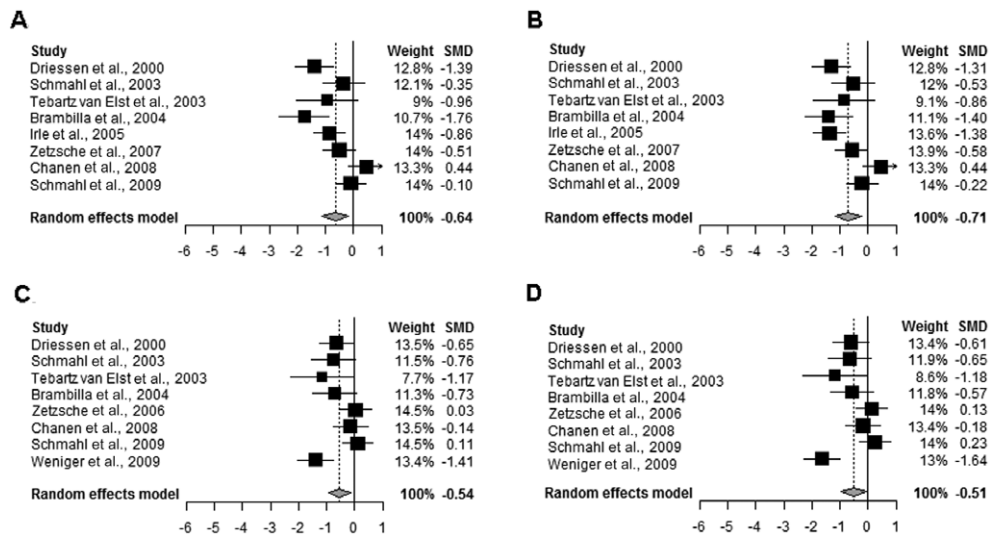 A
Study Weight SMD
Driessen et al., 2000 12.8% -1.39
Schmahl et al., 2003 12.1% -0.35
Tebartz van Elst et al., 2003 9% -0.96
Brambilla et al., 2004 10.7% -1.76
Irle et al., 2005 14% -0.86
Zetzsche et al., 2007 14% -0.51
Chanen et al., 2008 13.3% 0.44
Schmahl et al., 2009 14% -0.10
Random effects model 100% -0.64
-6 -5 -4 -3 -2 -1 0 1
B
Study Weight SMD
Driessen et al., 2000 12.8% -1.31
Schmahl et al., 2003 12% -0.53
Tebartz van Elst et al., 2003 9.1% -0.86
Brambilla et al., 2004 11.1% -1.40
Irle et al., 2005 13.6% -1.38
Zetzsche et al., 2007 13.9% -0.58
Chanen et al., 2008 13.3% 0.44
Schmahl et al., 2009 14% -0.22
Random effects model 100% -0.71
-6 -5 -4 -3 -2 -1 0 1
C
Study Weight SMD
Driessen et al., 2000 13.5% -0.65
Schmahl et al., 2003 11.5% -0.76
Tebartz van Elst et al., 2003 7.7% -1.17
Brambilla et al., 2004 11.3% -0.73
Zetzsche et al., 2006 14.5% 0.03
Chanen et al., 2008 13.5% -0.14
Schmahl et al., 2009 14.5% 0.11
Weniger et al., 2009 13.4% -1.41
Random effects model 100% -0.54
-6 -5 -4 -3 -2 -1 0 1
D
Study Weight SMD
Driessen et al., 2000 13.4% -0.61
Schmahl et al., 2003 11.9% -0.65
Tebartz van Elst et al., 2003 8.6% -1.18
Brambilla et al., 2004 11.8% -0.57
Zetzsche et al., 2006 14% 0.13
Chanen et al., 2008 13.4% -0.18
Schmahl et al., 2009 14% 0.23
Weniger et al., 2009 13% -1.64
Random effects model 100% -0.51
-6 -5 -4 -3 -2 -1 0 1